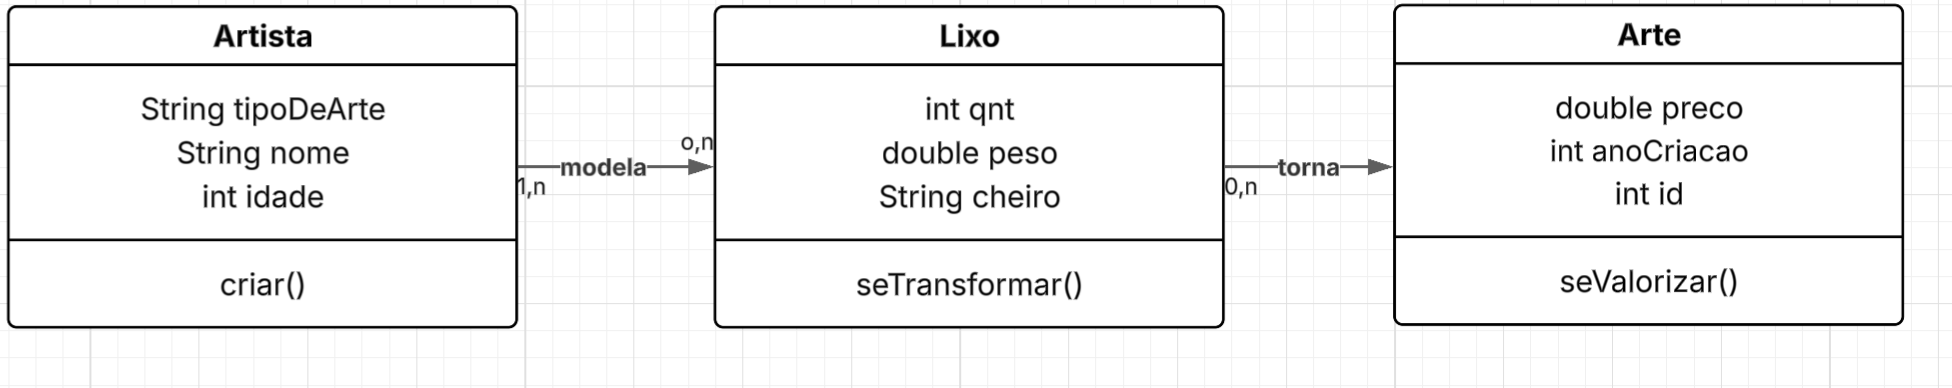 Artista
String tipoDeArte
String nome
int idade
criar()
modela
o,n
1,n
Lixo
int qnt
double peso
String cheiro
seTransformar()
torna
0,n
Arte
double preco
int anoCriacao
int id
seValorizar()